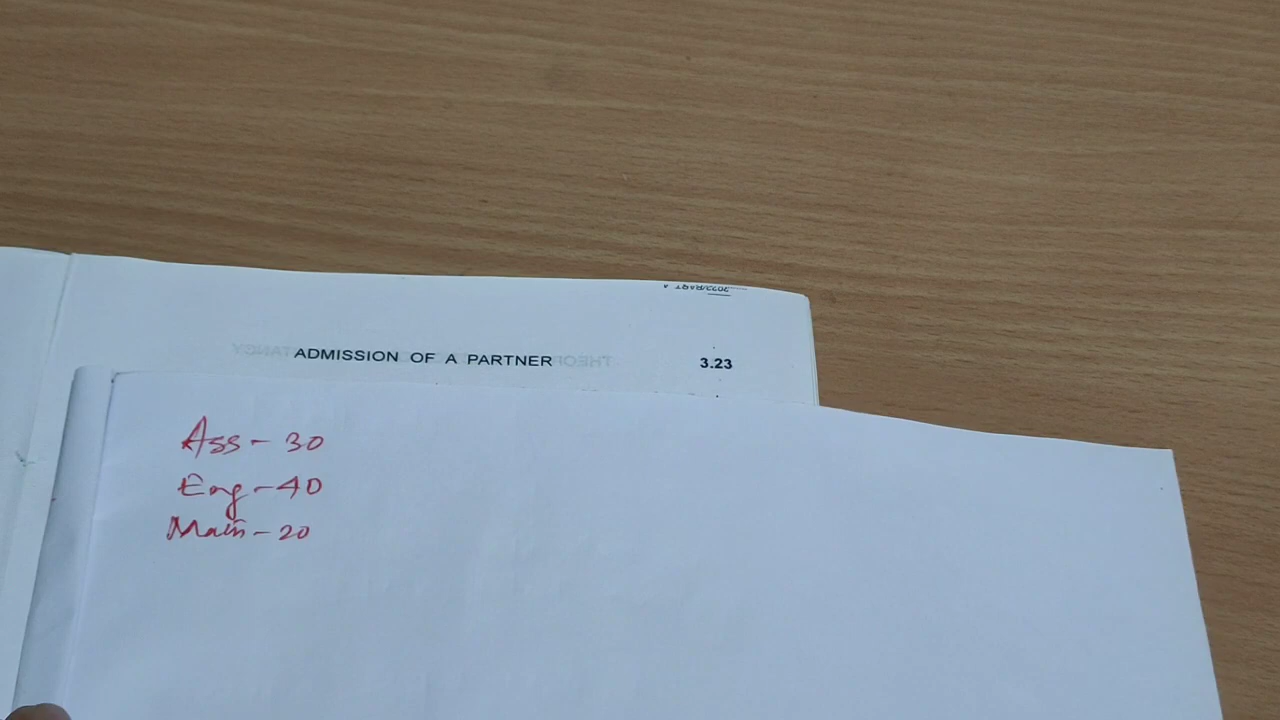 ADMISSION OF A PARTNER 3.23
Ass - 30
Eng - 40
Main - 20